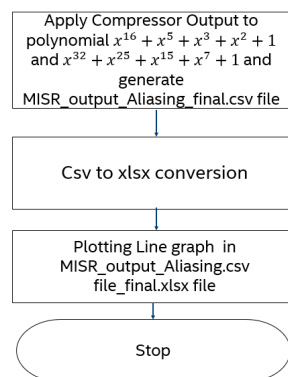 Apply Compressor Output to
polynomial x¹⁶ + x⁵ + x³ + x² + 1
and x³² + x²⁵ + x¹⁵ + x⁷ + 1 and
generate
MISR_output_Aliasing_final.csv file
Csv to xlsx conversion
Plotting Line graph in
MISR_output_Aliasing.csv
file_final.xlsx file
Stop